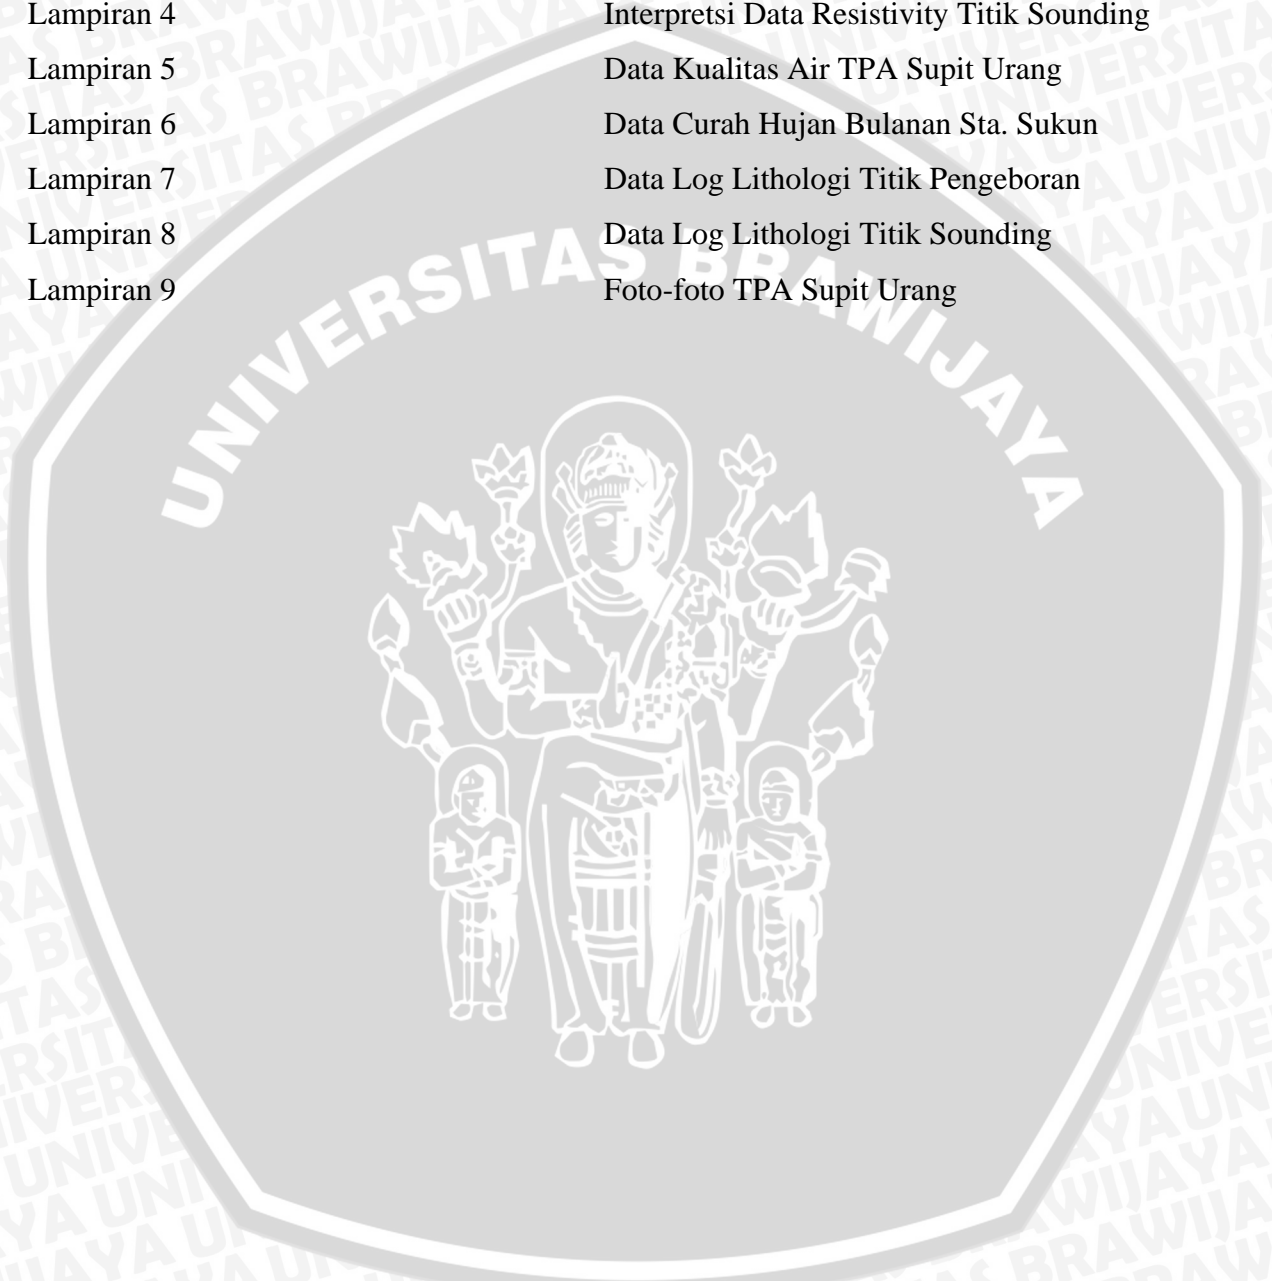 Lampiran 4 Interpretsi Data Resistivity Titik Sounding
Lampiran 5 Data Kualitas Air TPA Supit Urang
Lampiran 6 Data Curah Hujan Bulanan Sta. Sukun
Lampiran 7 Data Log Lithologi Titik Pengeboran
Lampiran 8 Data Log Lithologi Titik Sounding
Lampiran 9 Foto-foto TPA Supit Urang
UNIVERSITAS BRAWIJAYA